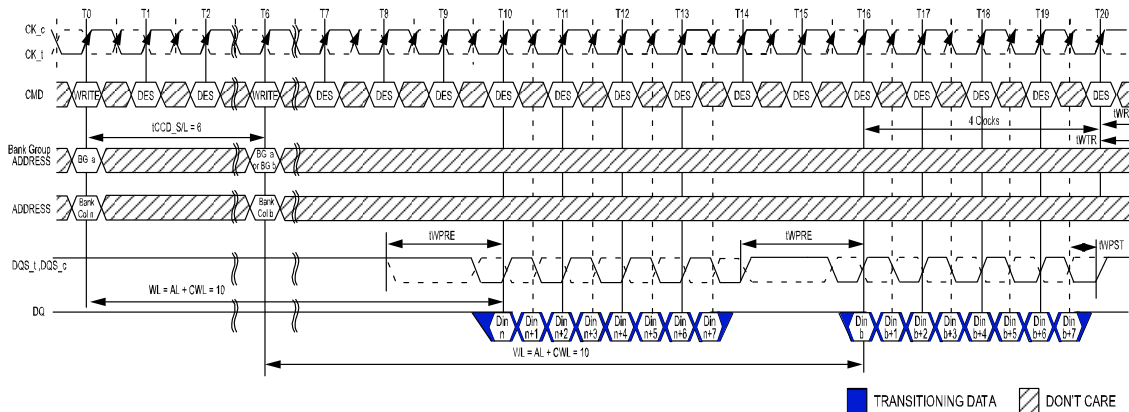 T0 T1 T2 T6 T7 T8 T9 T10 T11 T12 T13 T14 T15 T16 T17 T18 T19 T20
CK_c
CK_t
CMD WRITE DES DES WRITE DES DES DES DES DES DES DES DES DES DES DES DES DES DES
4 Clocks tWR
tCCD_S/L = 6
tWTR
Bank Group
ADDRESS BG a BG a or BG b
ADDRESS Bank Col n Bank Col b
tWPRE tWPRE tWPST
DQS_t ,DQS_c
WL = AL + CWL = 10
DQ Din n Din n+1 Din n+2 Din n+3 Din n+4 Din n+5 Din n+6 Din n+7 Din b Din b+1 Din b+2 Din b+3 Din b+4 Din b+5 Din b+6 Din b+7
WL = AL + CWL = 10
TRANSITIONING DATA DON'T CARE